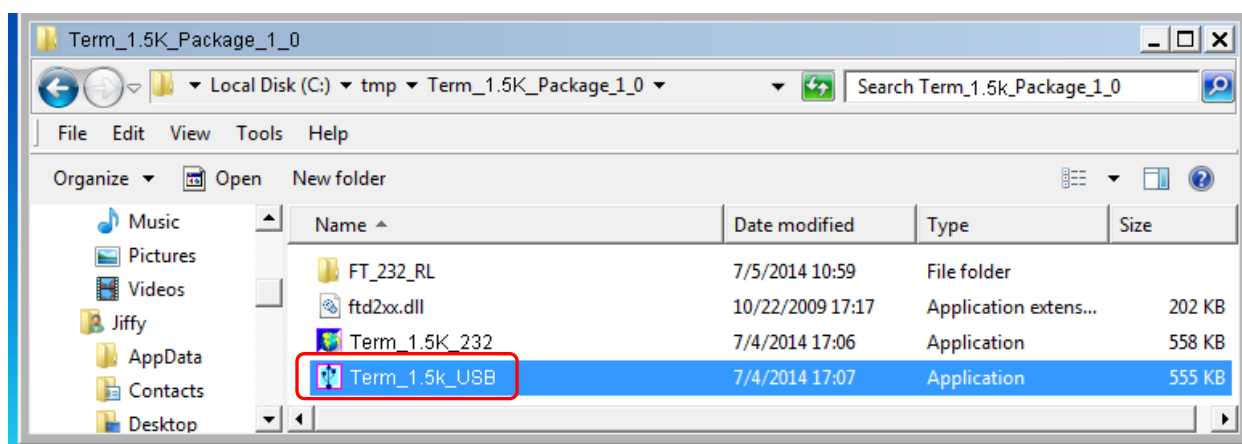 Term_1.5K_Package_1_0
Local Disk (C:) tmp Term__1.5K__Package_1_0 Search Term_1.5k_Package_1_0
File Edit View Tools Help
Organize Open New folder
Music Name Date modified Type Size
Pictures FT_232_RL 7/5/2014 10:59 File folder
Videos ftd2xx.dll 10/22/2009 17:17 Application extens... 202 KB
Jiffy Term_1.5K_232 7/4/2014 17:06 Application 558 KB
AppData Term_1.5k_USB 7/4/2014 17:07 Application 555 KB
Contacts
Desktop